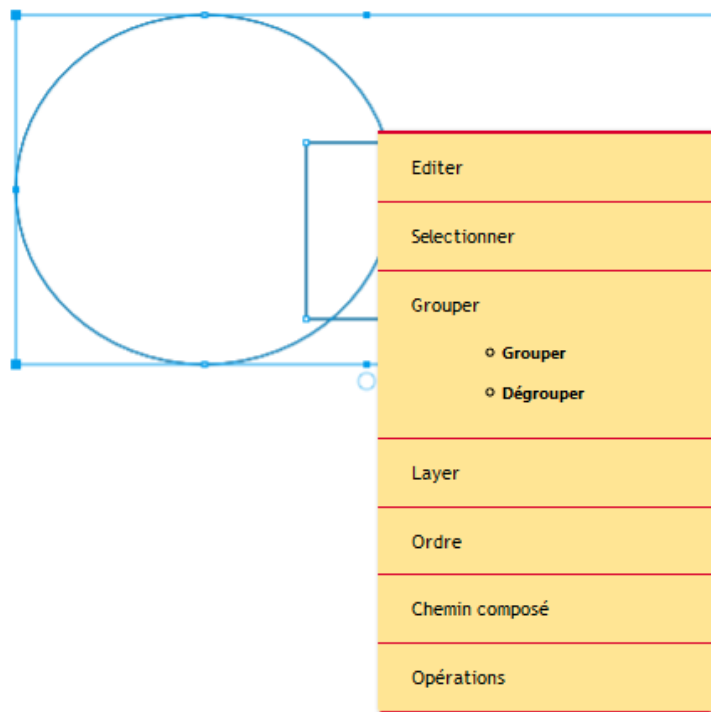 Editer
Selectionner
Grouper
Grouper
Dégrouper
Layer
Ordre
Chemin composé
Opérations